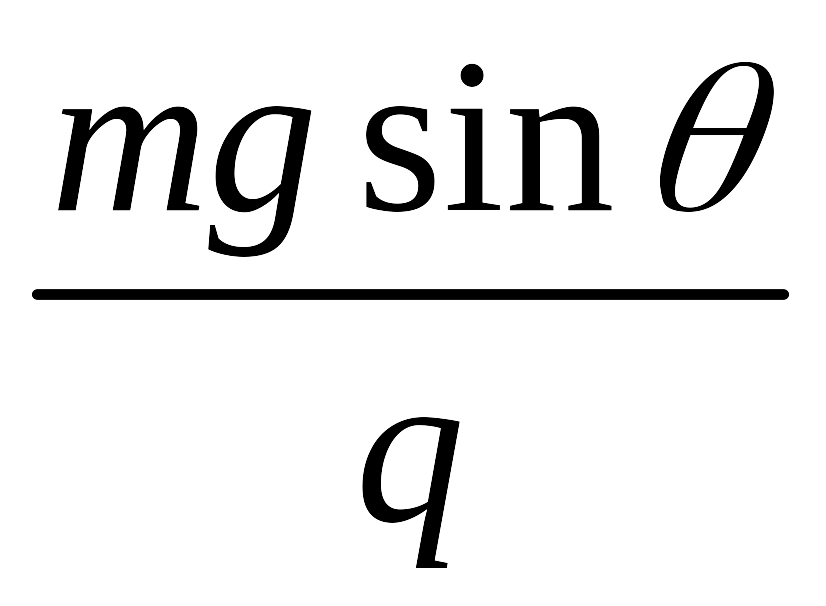 mg sin θ
q